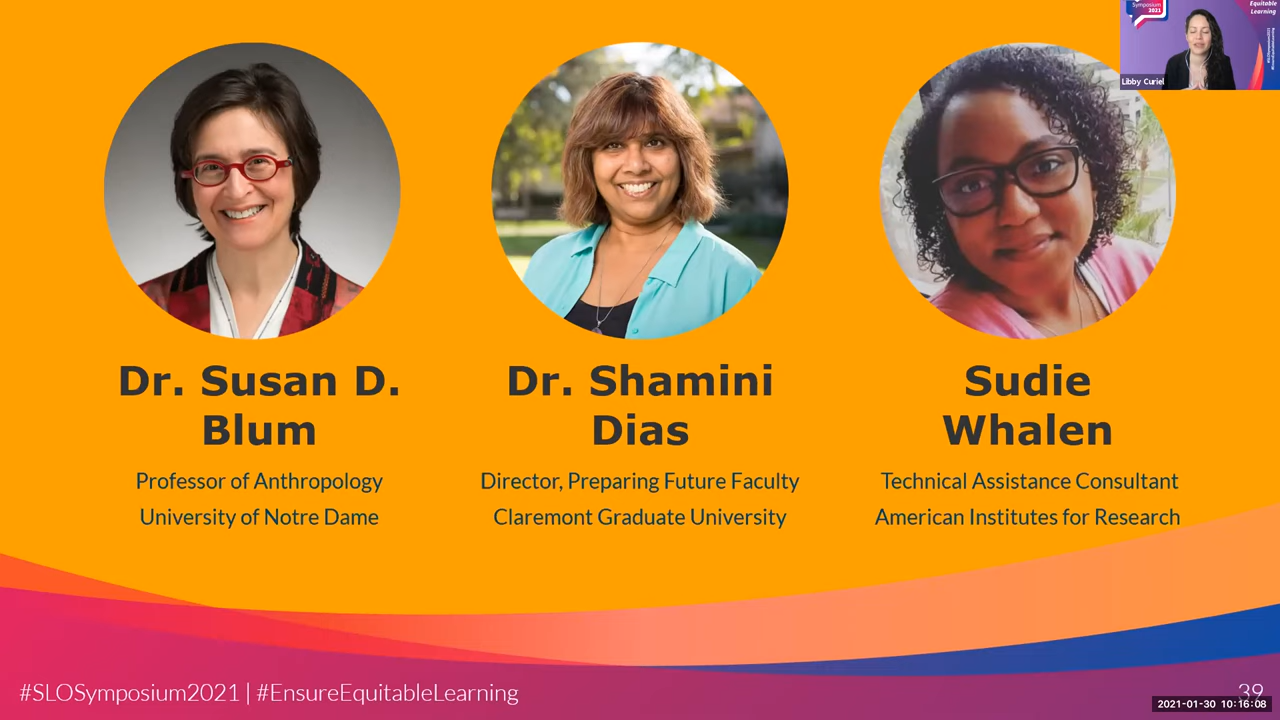 Symposium
2021
Equitable
Learning
Libby Curiel
Dr. Susan D.
Blum
Professor of Anthropology
University of Notre Dame
Dr. Shamini
Dias
Director, Preparing Future Faculty
Claremont Graduate University
Sudie
Whalen
Technical Assistance Consultant
American Institutes for Research
#SLOSymposium2021 | #EnsureEquitableLearning
39
2021-01-30 10:16:08